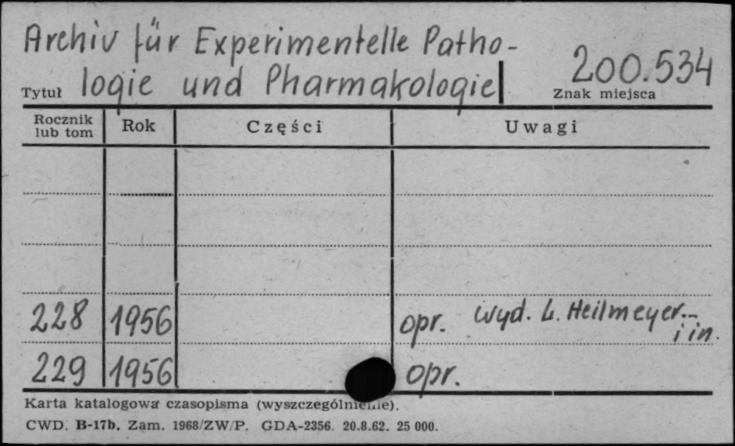 Archiv für Experimentelle Patho-
Tytuł logie und Pharmakologie
200.534
Znak miejsca
Rocznik lub tom | Rok | Części | Uwagi
228 | 1956 | | opr. wyd. L. Heilmeyer i in.
229 | 1956 | | opr.
Karta katalogowa czasopisma (wyszczególnienie).
CWD. B-17b. Zam. 1968/ZW/P. GDA-2356. 20.8.62. 25 000.